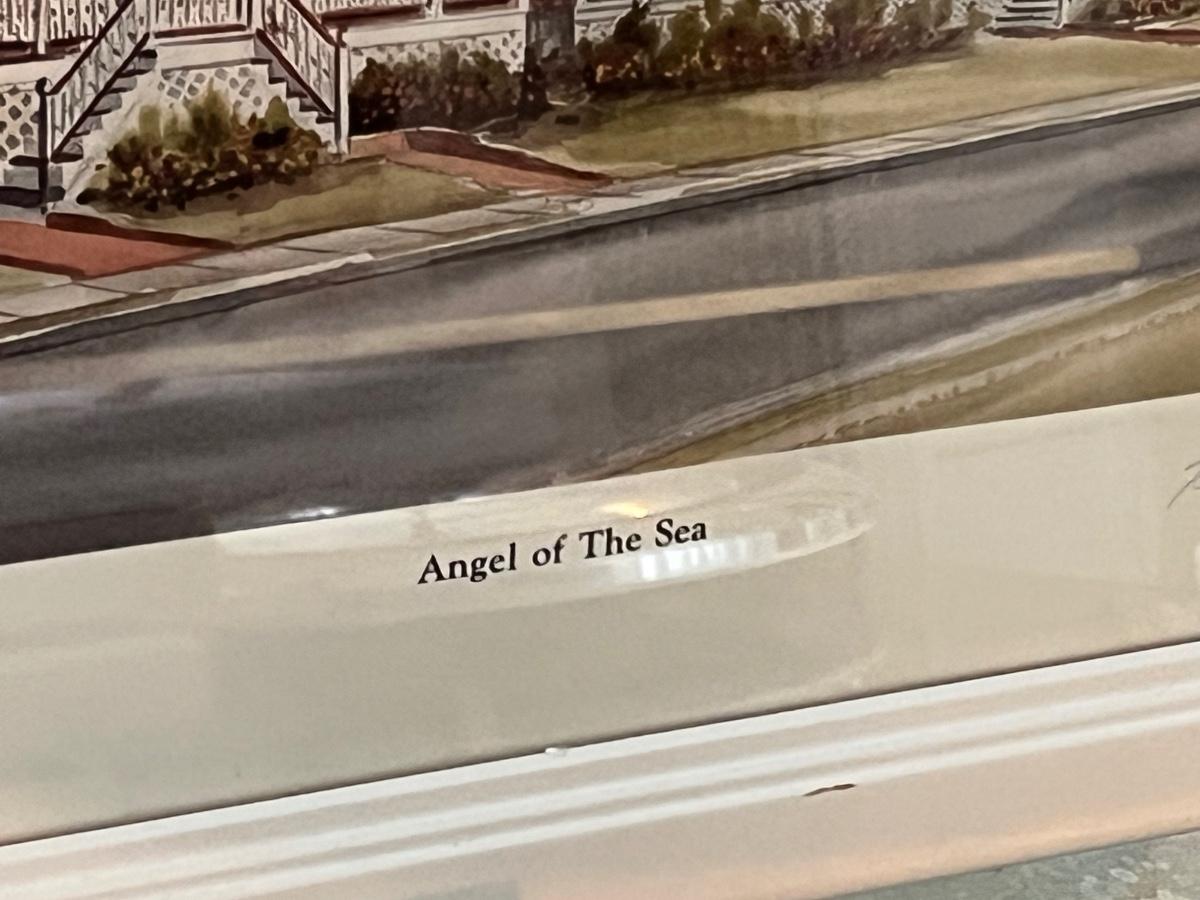 Angel of The Sea